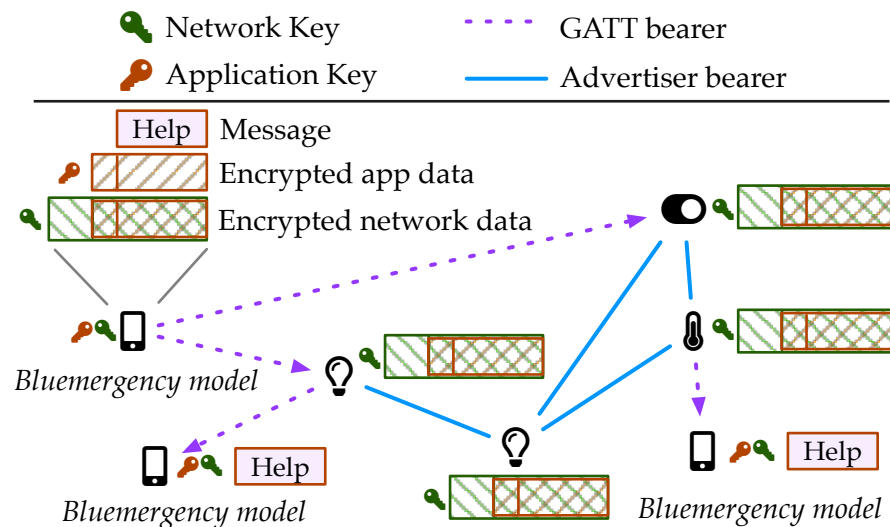 Network Key
GATT bearer
Application Key
Advertiser bearer
Help
Message
Encrypted app data
Encrypted network data
Bluemergency model
Help
Bluemergency model
Help
Bluemergency model